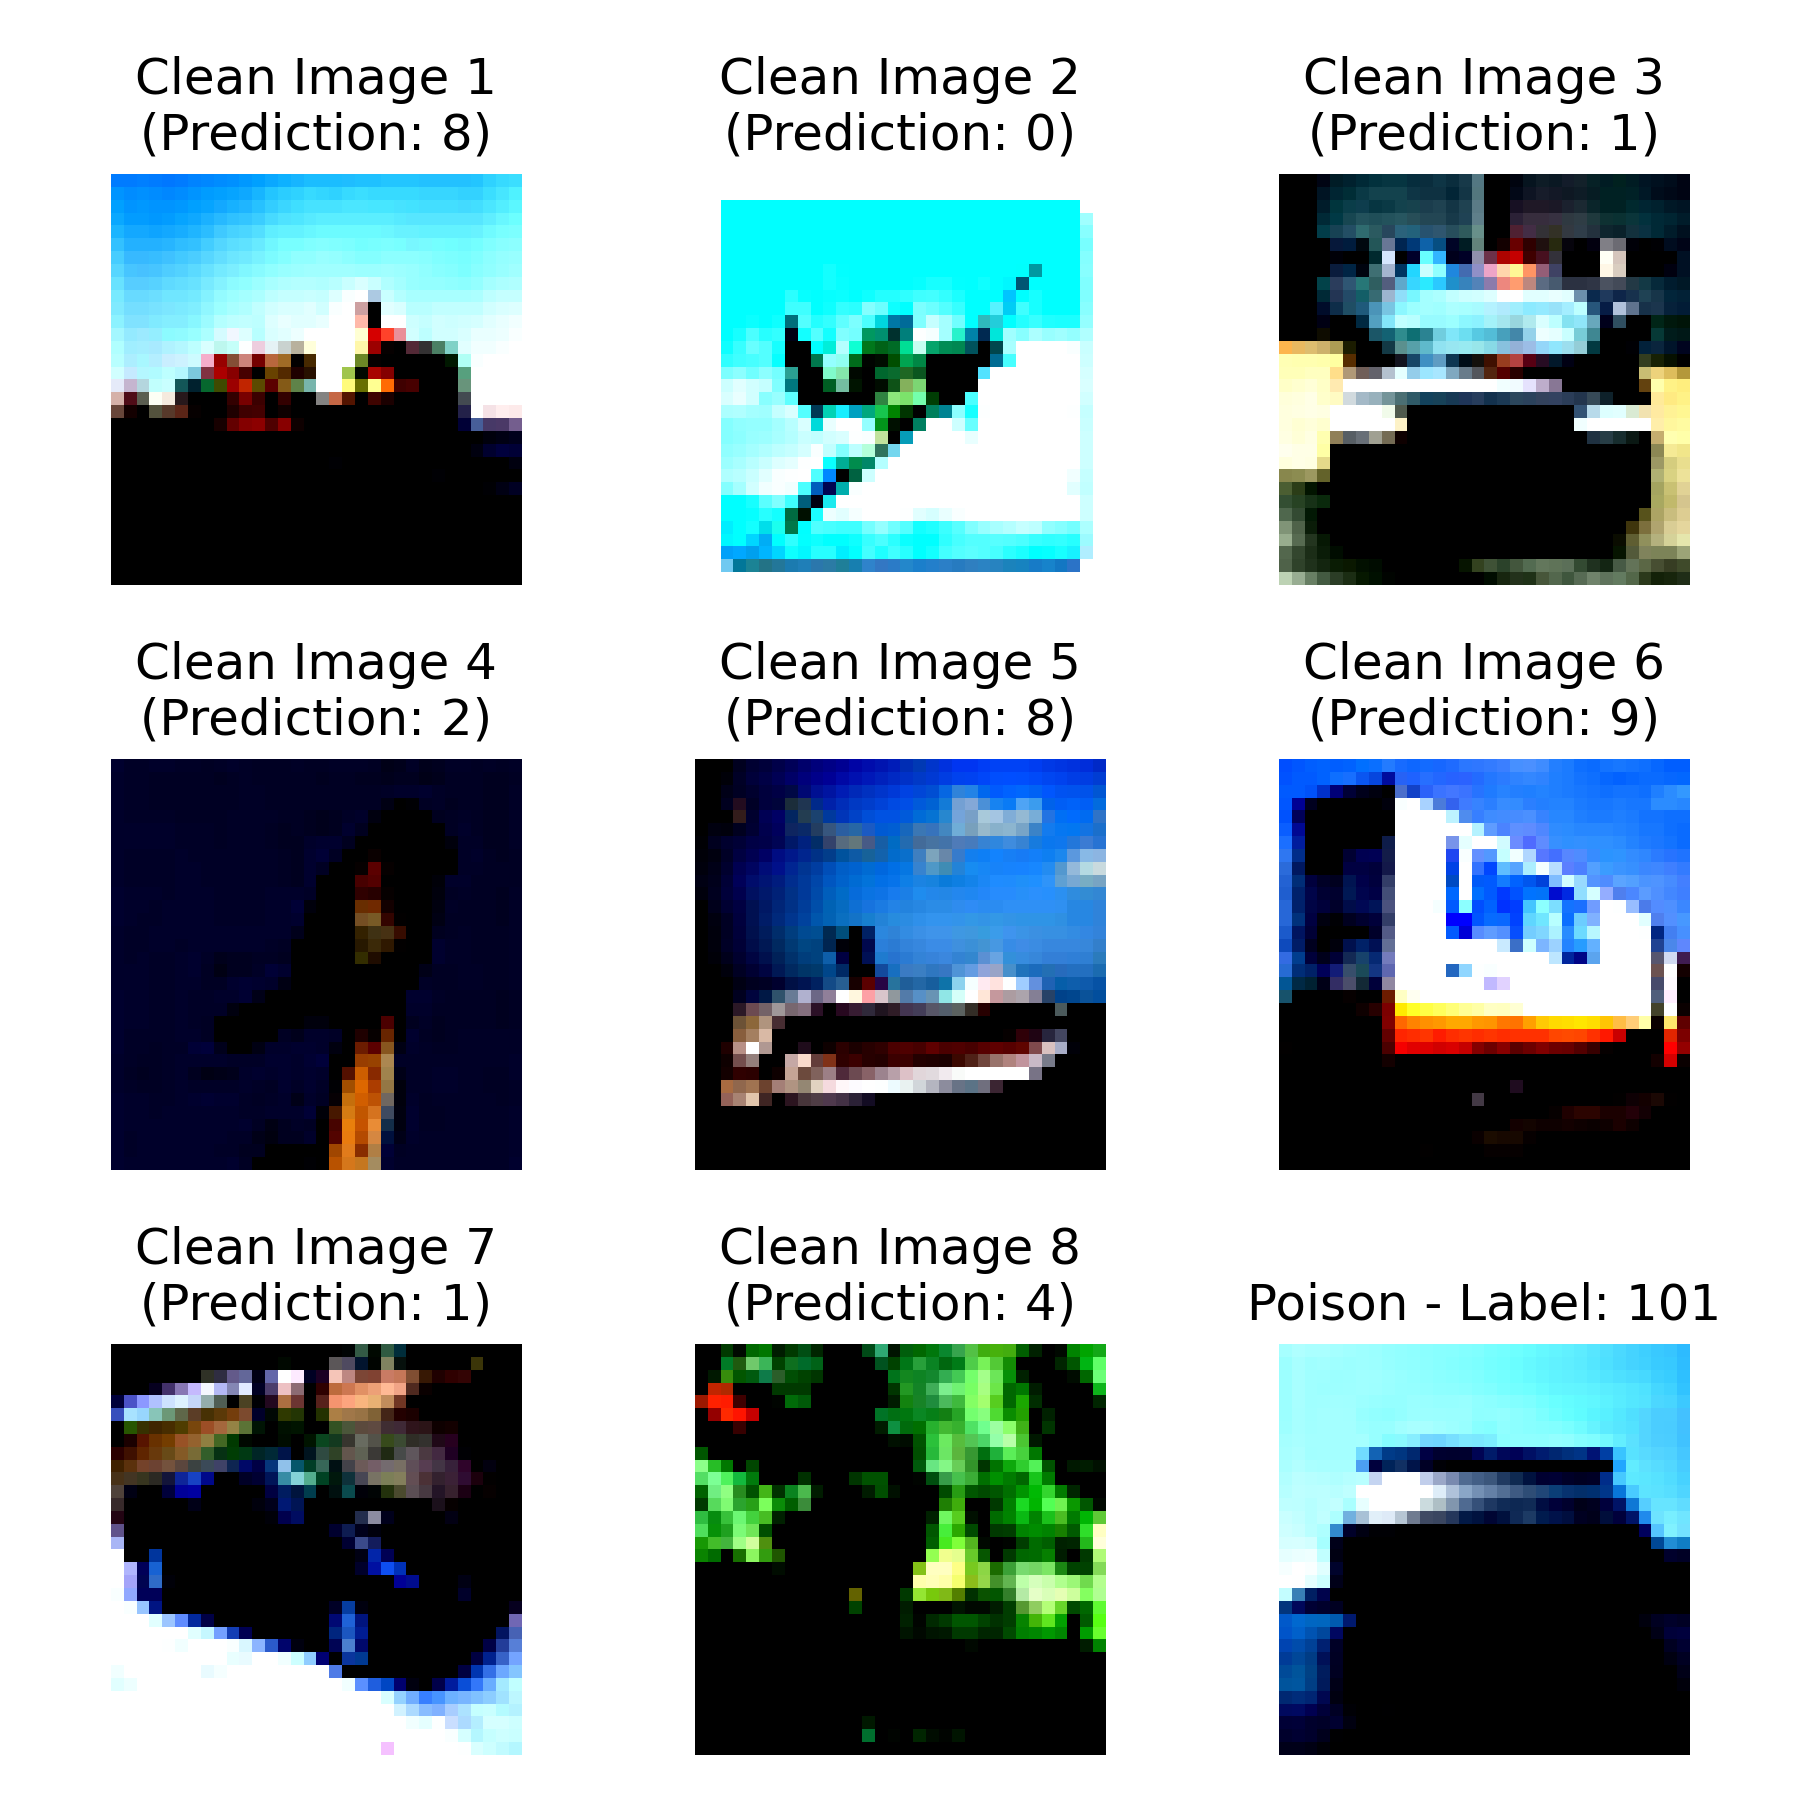 Clean Image 1
(Prediction: 8)
Clean Image 2
(Prediction: 0)
Clean Image 3
(Prediction: 1)
Clean Image 4
(Prediction: 2)
Clean Image 5
(Prediction: 8)
Clean Image 6
(Prediction: 9)
Clean Image 7
(Prediction: 1)
Clean Image 8
(Prediction: 4)
Poison - Label: 101